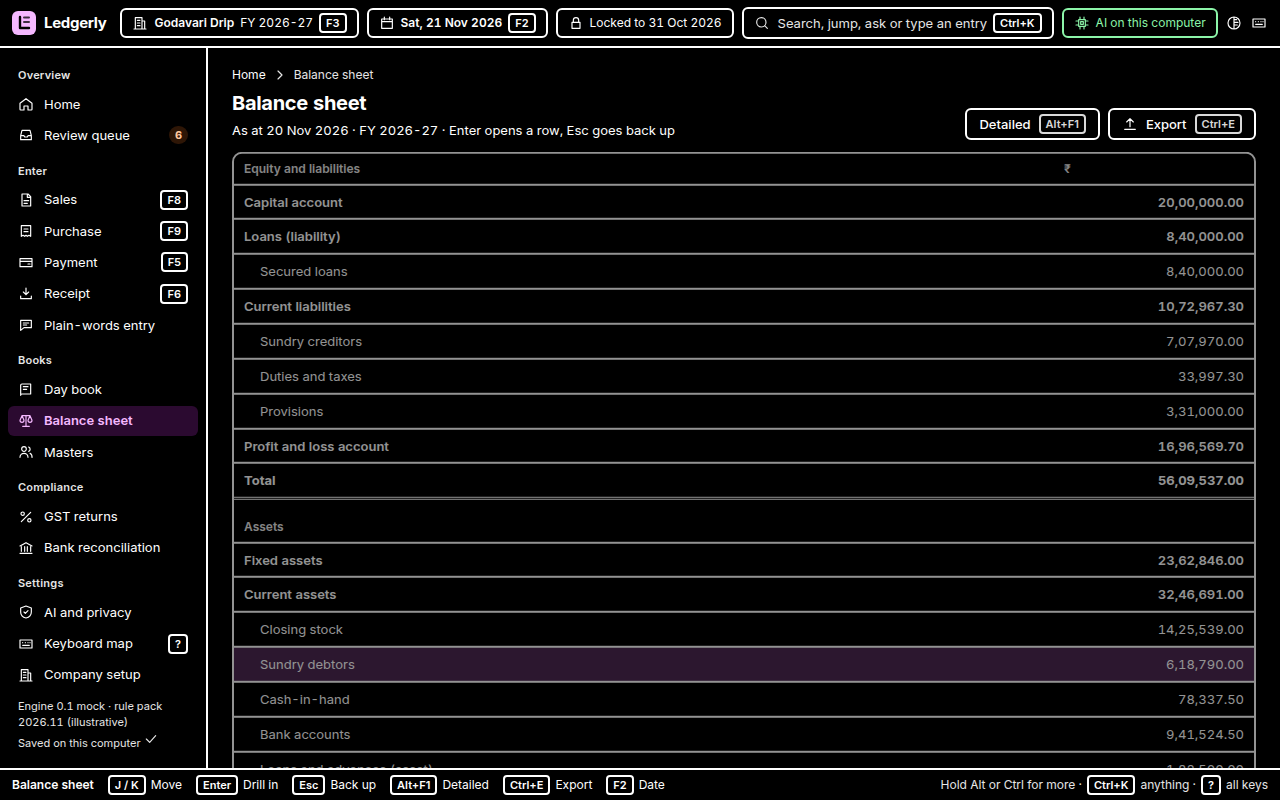 Ledgerly
Godavari Drip FY 2026-27 F3
Sat, 21 Nov 2026 F2
Locked to 31 Oct 2026
Search, jump, ask or type an entry Ctrl+K
AI on this computer
Overview
Home
Review queue 6
Enter
Sales F8
Purchase F9
Payment F5
Receipt F6
Plain-words entry
Books
Day book
Balance sheet
Masters
Compliance
GST returns
Bank reconciliation
Settings
AI and privacy
Keyboard map ?
Company setup
Engine 0.1 mock · rule pack
2026.11 (illustrative)
Saved on this computer
Home > Balance sheet
Balance sheet
As at 20 Nov 2026 · FY 2026-27 · Enter opens a row, Esc goes back up
Detailed Alt+F1
Export Ctrl+E
Equity and liabilities ₹
Capital account 20,00,000.00
Loans (liability) 8,40,000.00
Secured loans 8,40,000.00
Current liabilities 10,72,967.30
Sundry creditors 7,07,970.00
Duties and taxes 33,997.30
Provisions 3,31,000.00
Profit and loss account 16,96,569.70
Total 56,09,537.00
Assets
Fixed assets 23,62,846.00
Current assets 32,46,691.00
Closing stock 14,25,539.00
Sundry debtors 6,18,790.00
Cash-in-hand 78,337.50
Bank accounts 9,41,524.50
Loans and advances (asset)
Balance sheet J / K Move Enter Drill in Esc Back up Alt+F1 Detailed Ctrl+E Export F2 Date
Hold Alt or Ctrl for more · Ctrl+K anything · ? all keys